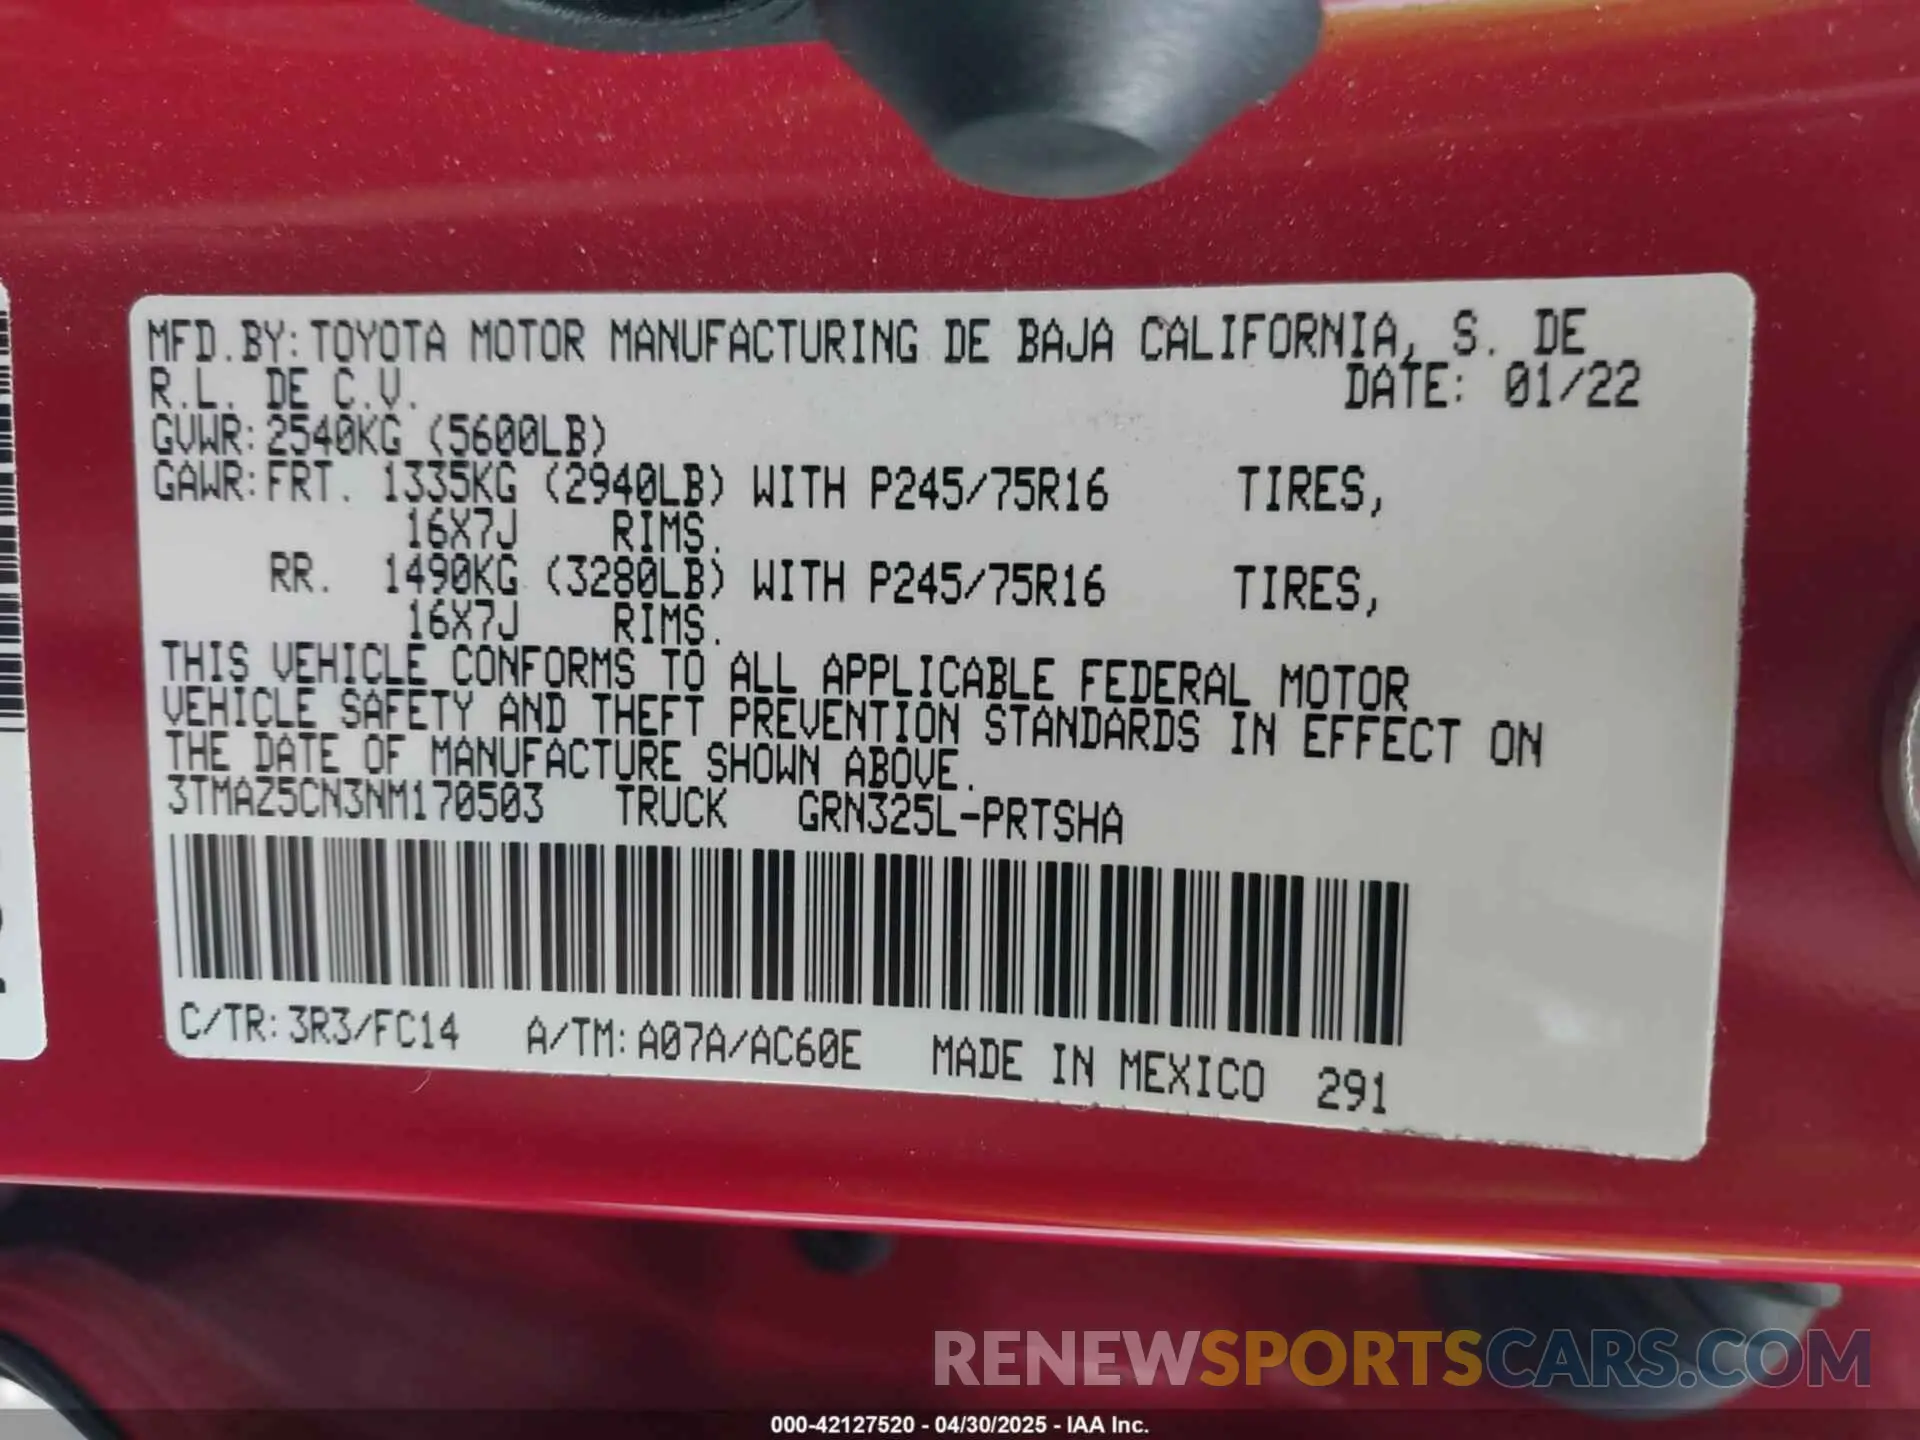 MFD.BY:TOYOTA MOTOR MANUFACTURING DE BAJA CALIFORNIA, S. DE
R.L. DE C.V. DATE: 01/22
GVWR:2540KG (5600LB)
GAWR:FRT. 1335KG (2940LB) WITH P245/75R16 TIRES,
16X7J RIMS.
RR. 1490KG (3280LB) WITH P245/75R16 TIRES,
16X7J RIMS.
THIS VEHICLE CONFORMS TO ALL APPLICABLE FEDERAL MOTOR
VEHICLE SAFETY AND THEFT PREVENTION STANDARDS IN EFFECT ON
THE DATE OF MANUFACTURE SHOWN ABOVE.
3TMAZ5CN3NM170503 TRUCK GRN325L-PRTSHA
C/TR:3R3/FC14 A/TM:A07A/AC60E MADE IN MEXICO 291
RENEWSPORTSCARS.COM
000-42127520 - 04/30/2025 - IAA Inc.